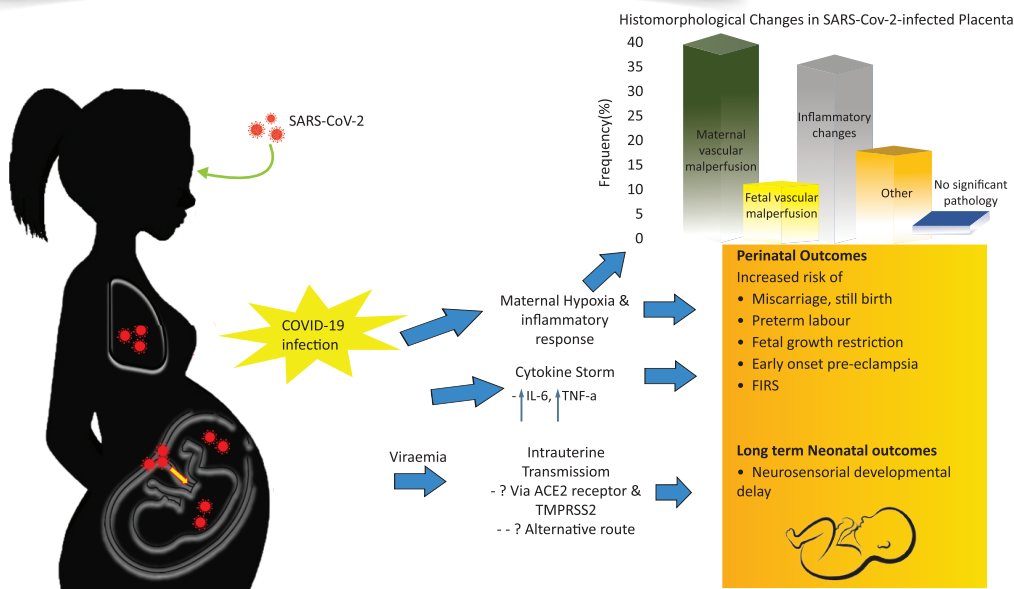 Histomorphological Changes in SARS-Cov-2-infected Placenta
40
35
30
25
20
15
10
5
0
Frequency(%)
Maternal
vascular
malperfusion
Fetal vascular
malperfusion
Inflammatory
changes
Other
No significant
pathology
SARS-CoV-2
COVID-19
infection
Maternal Hypoxia &
inflammatory
response
Cytokine Storm
- IL-6, TNF-a
Viraemia
Intrauterine
Transmissiom
- ? Via ACE2 receptor &
TMPRSS2
- - ? Alternative route
Perinatal Outcomes
Increased risk of
• Miscarriage, still birth
• Preterm labour
• Fetal growth restriction
• Early onset pre-eclampsia
• FIRS
Long term Neonatal outcomes
• Neurosensorial developmental
delay